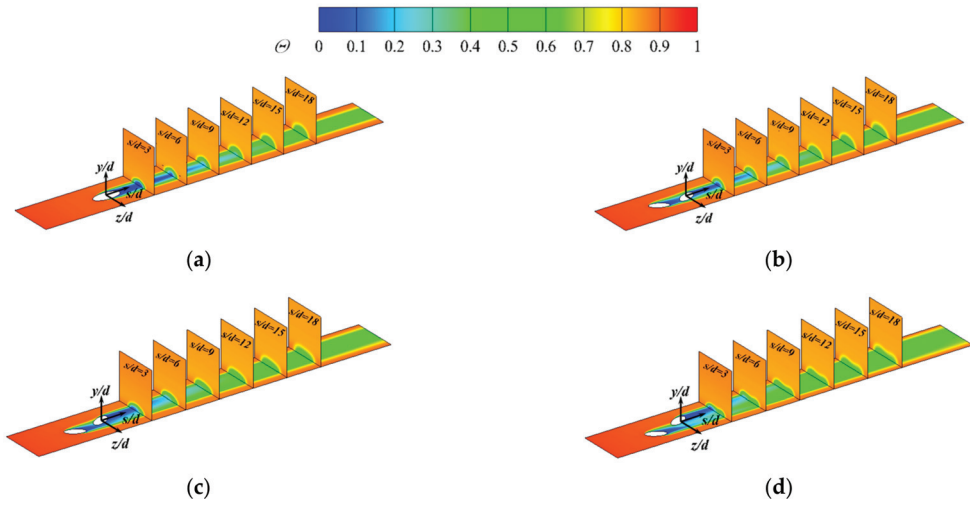 Θ 0 0.1 0.2 0.3 0.4 0.5 0.6 0.7 0.8 0.9 1
s/d=3 s/d=6 s/d=9 s/d=12 s/d=15 s/d=18
y/d
s/d
z/d
(a)
s/d=3 s/d=6 s/d=9 s/d=12 s/d=15 s/d=18
y/d
s/d
z/d
(b)
s/d=3 s/d=6 s/d=9 s/d=12 s/d=15 s/d=18
y/d
s/d
z/d
(c)
s/d=3 s/d=6 s/d=9 s/d=12 s/d=15 s/d=18
y/d
s/d
z/d
(d)